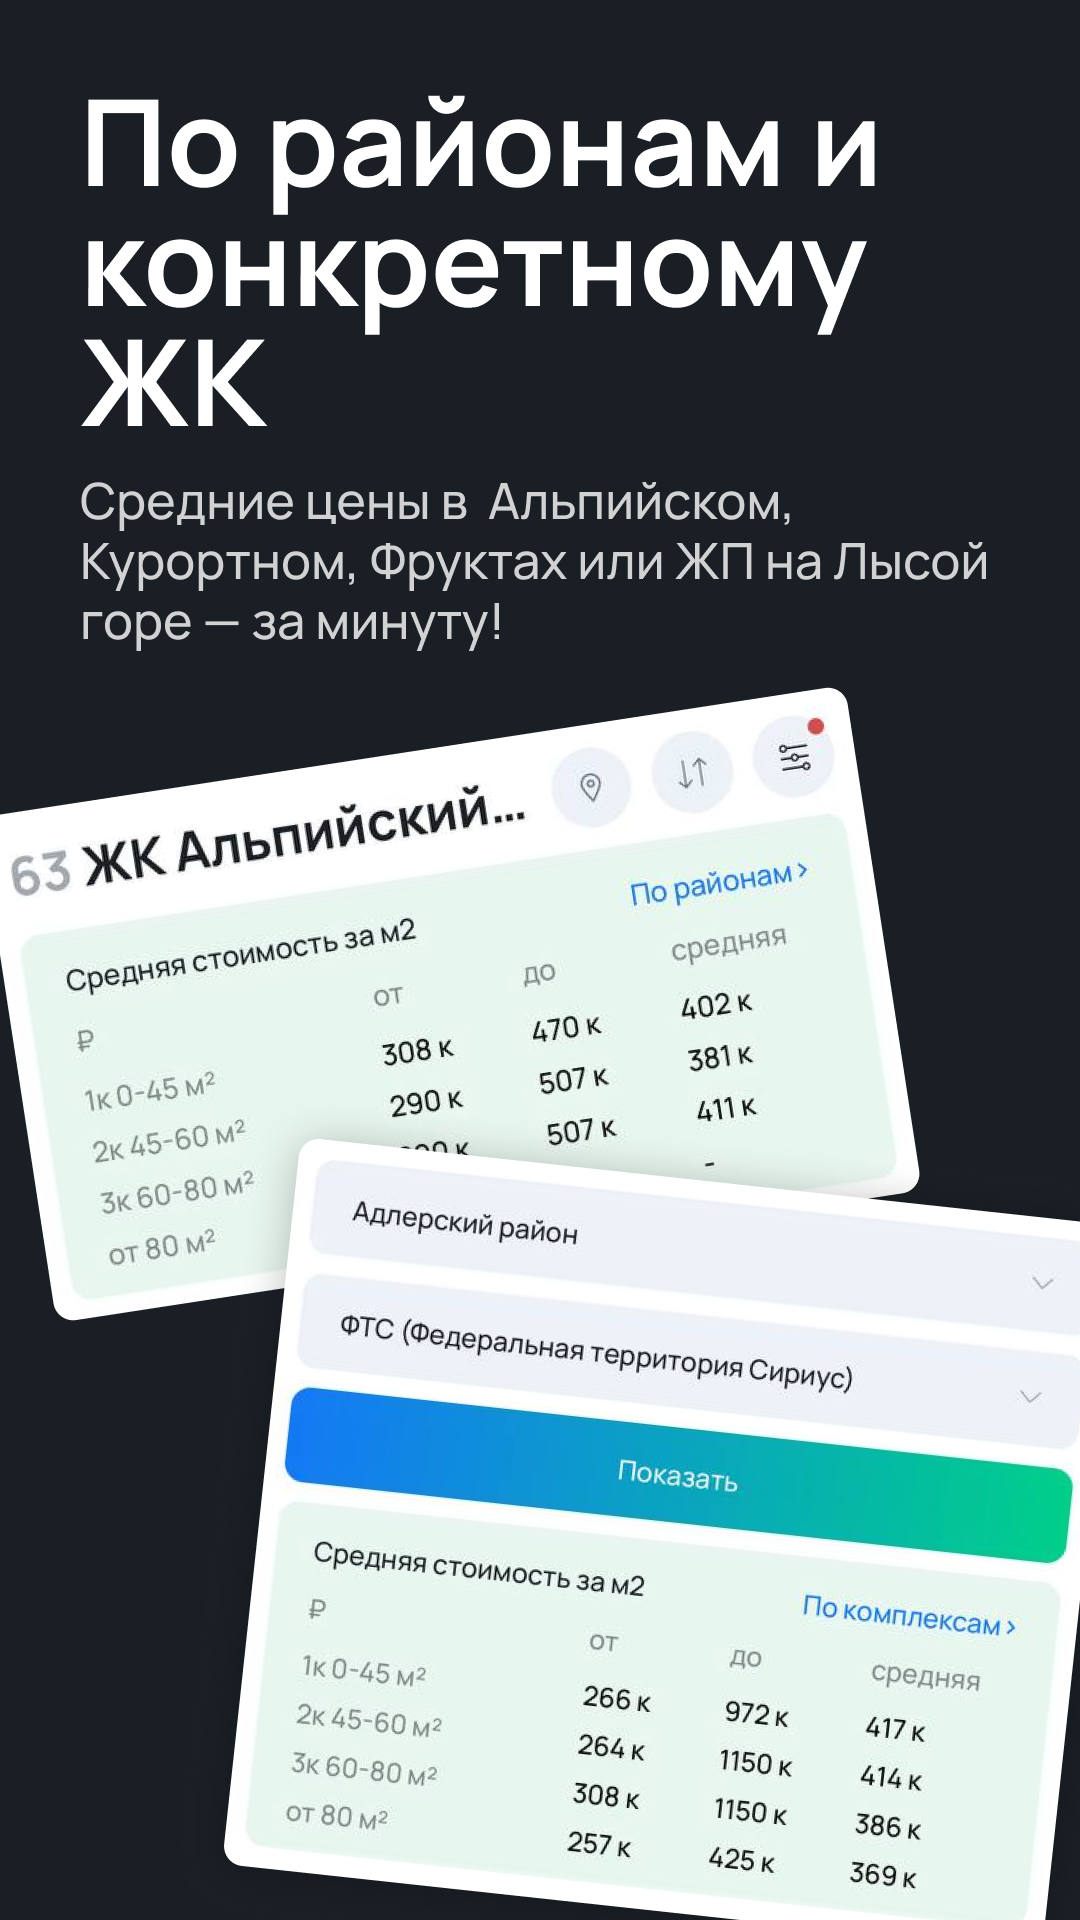 По районам и
конкретному
ЖК
Средние цены в Альпийском,
Курортном, Фруктах или ЖП на Лысой
горе — за минуту!
63 ЖК Альпийский...
Средняя стоимость за м2 По районам >
₽ от до средняя
1к 0-45 м² 308 к 470 к 402 к
2к 45-60 м² 290 к 507 к 381 к
3к 60-80 м² к 507 к 411 к
от 80 м² -
Адлерский район
ФТС (Федеральная территория Сириус)
Показать
Средняя стоимость за м2 По комплексам >
₽ от до средняя
1к 0-45 м² 266 к 972 к 417 к
2к 45-60 м² 264 к 1150 к 414 к
3к 60-80 м² 308 к 1150 к 386 к
от 80 м² 257 к 425 к 369 к